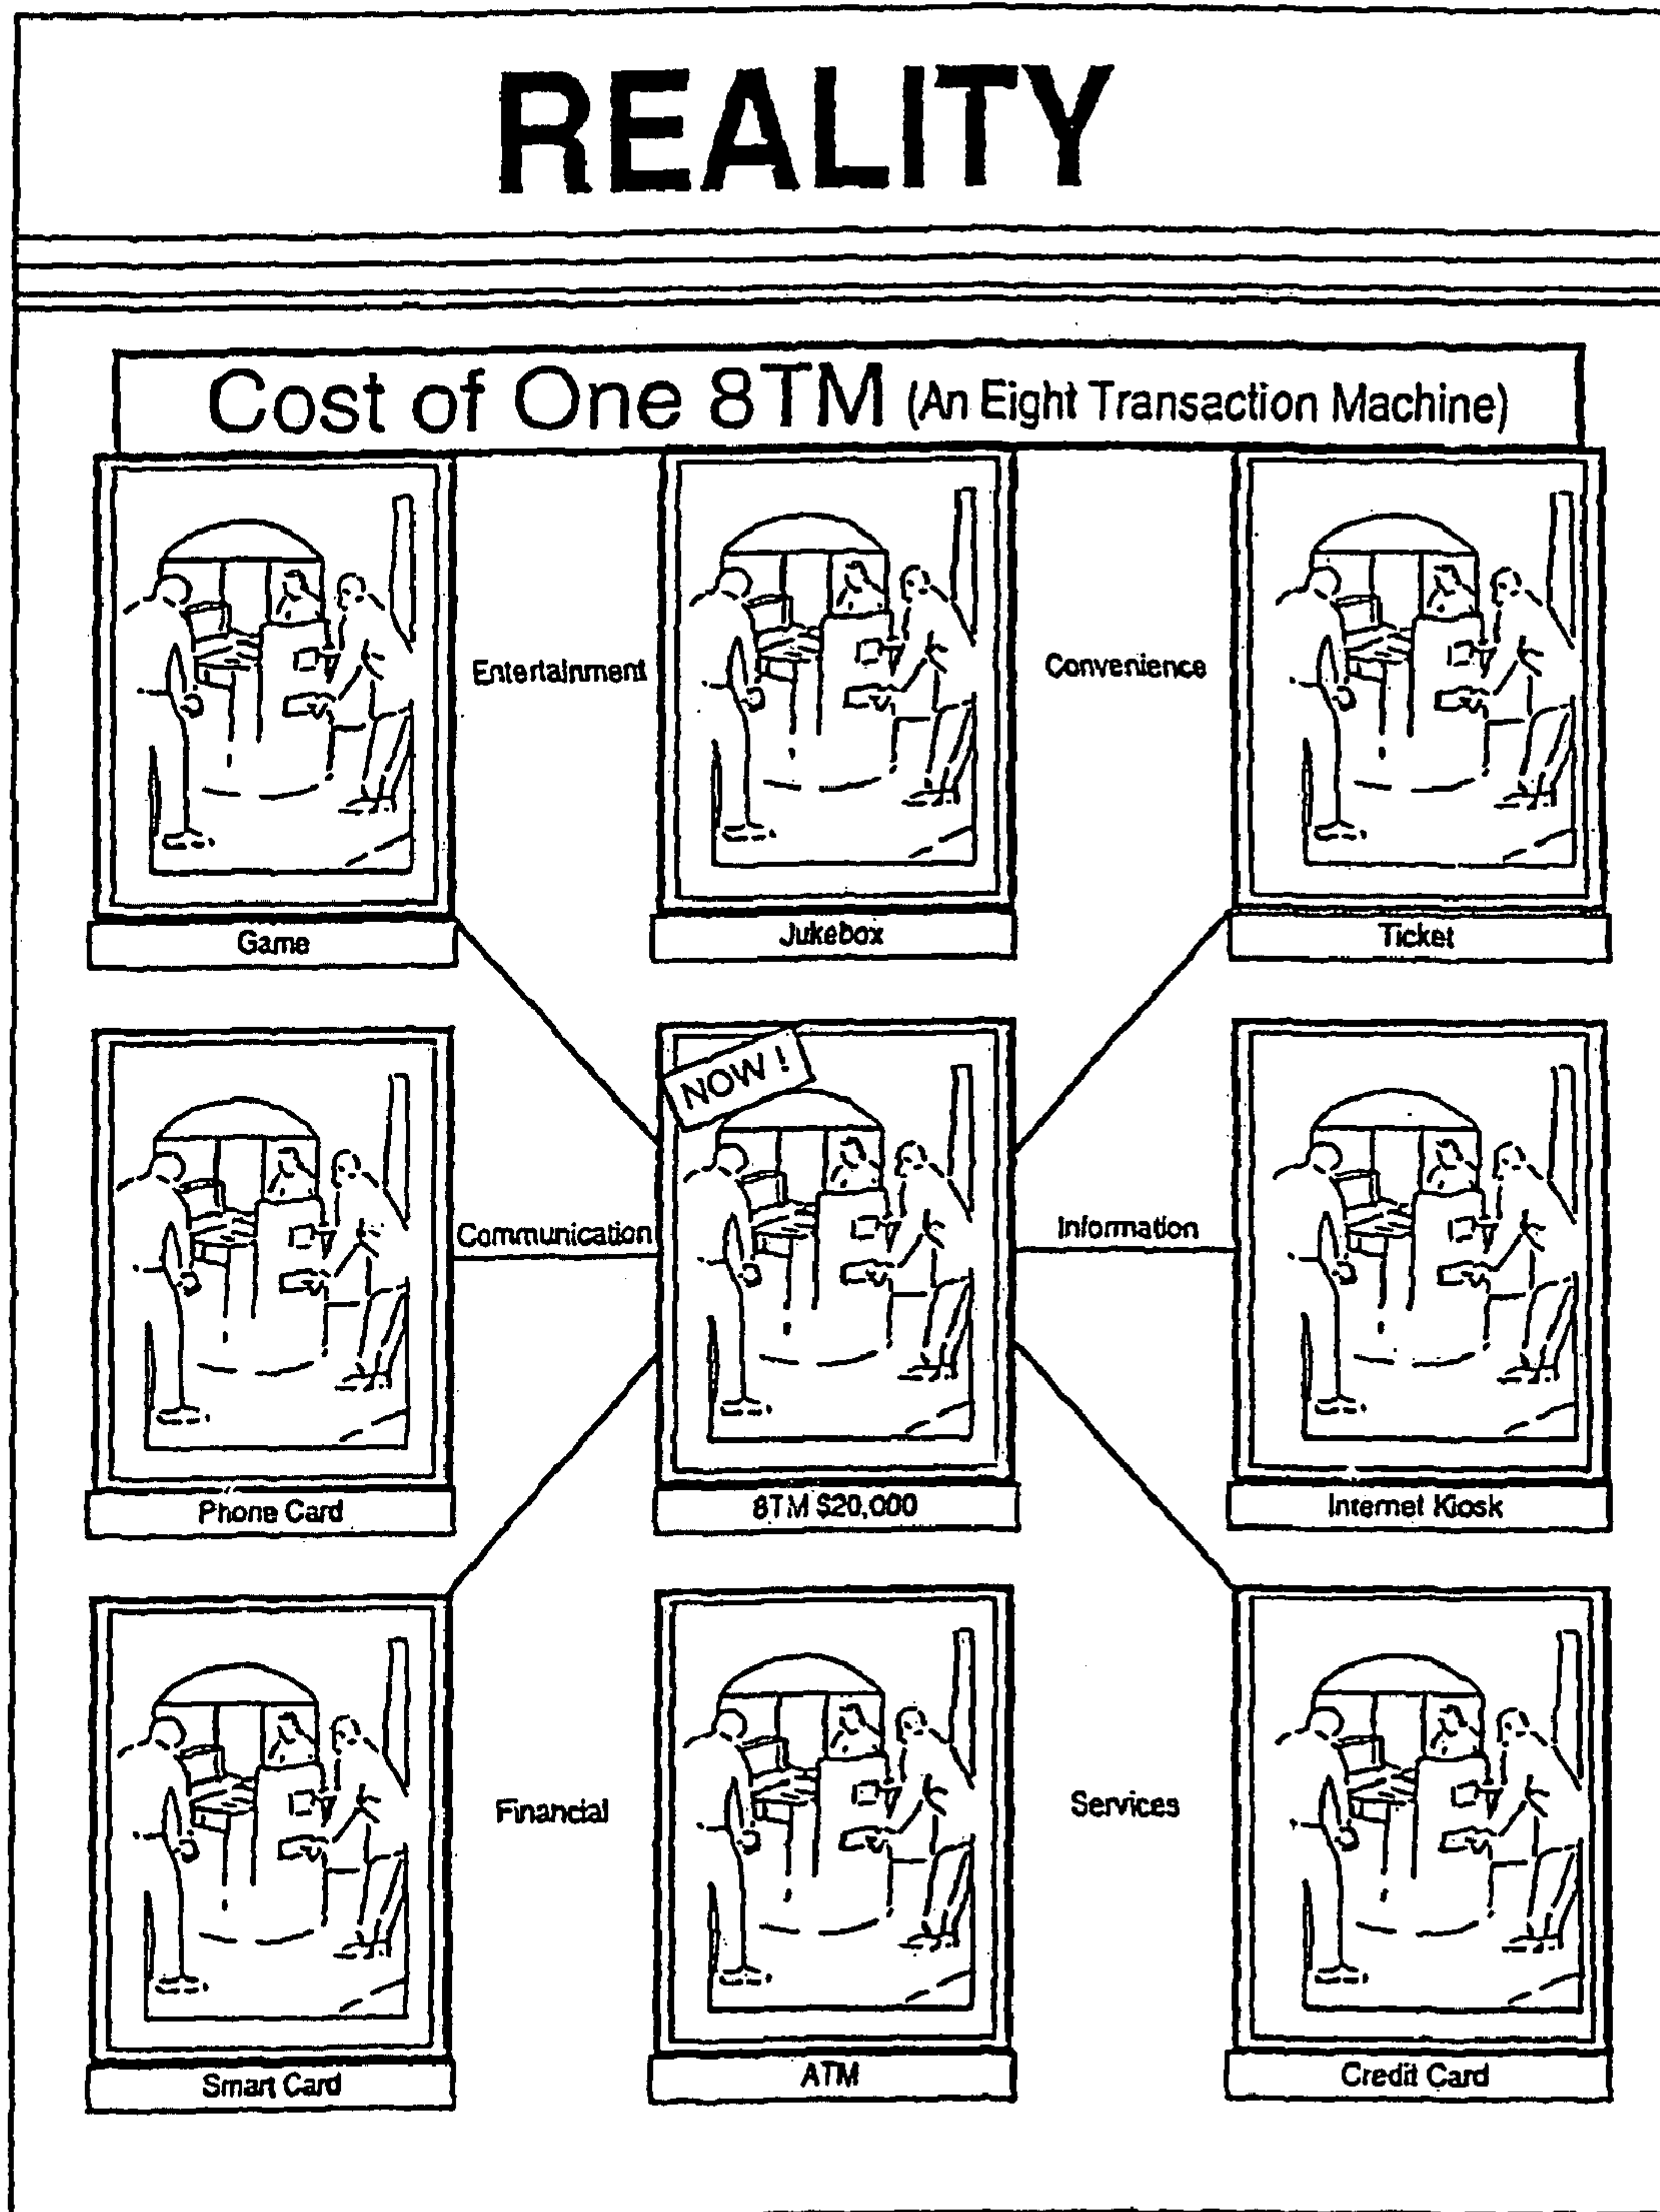 REALITY
Cost of One 8TM (An Eight Transaction Machine)
Entertainment
Convenience
Game
Jukebox
Ticket
NOW !
Communication
Information
Phone Card
8TM $20,000
Internet Kiosk
Financial
Services
Smart Card
ATM
Credit Card